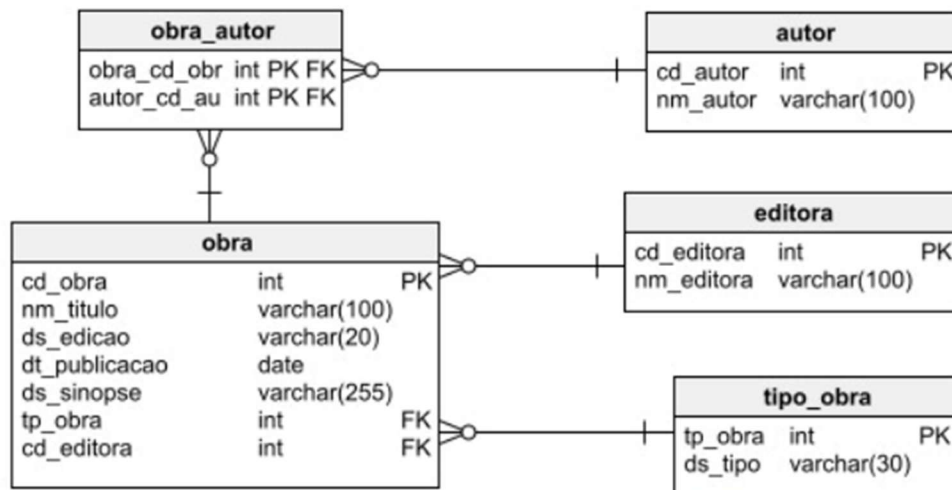 obra_autor
obra_cd_obr int PK FK
autor_cd_au int PK FK
autor
cd_autor int PK
nm_autor varchar(100)
obra
cd_obra int PK
nm_titulo varchar(100)
ds_edicao varchar(20)
dt_publicacao date
ds_sinopse varchar(255)
tp_obra int FK
cd_editora int FK
editora
cd_editora int PK
nm_editora varchar(100)
tipo_obra
tp_obra int PK
ds_tipo varchar(30)